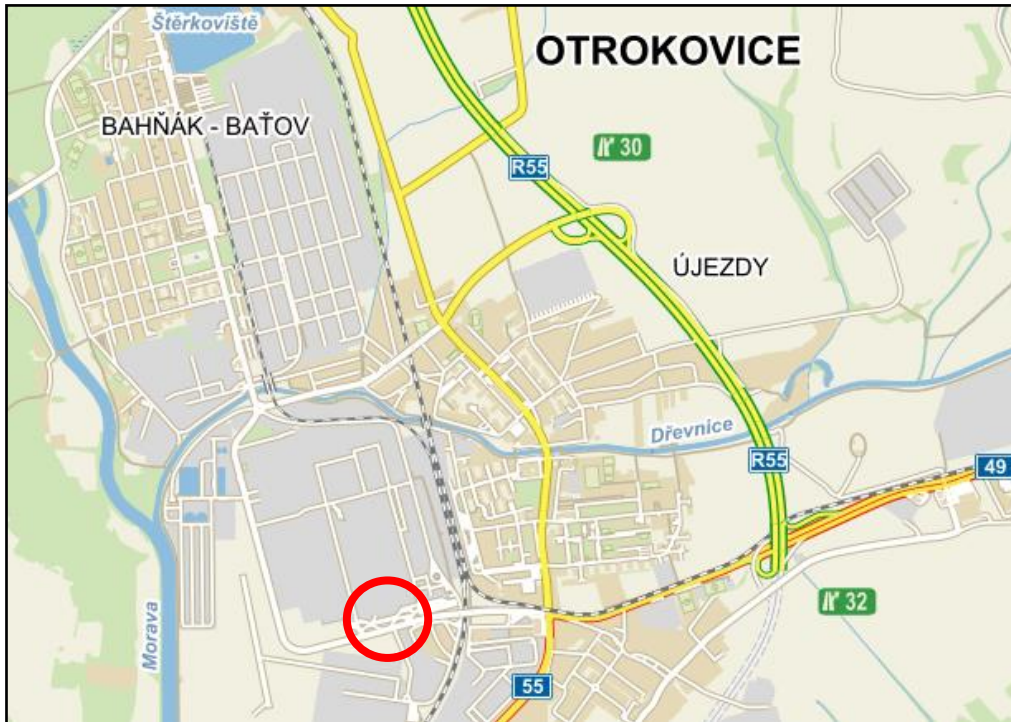 Štěrkoviště
OTROKOVICE
BAHŇÁK - BAŤOV
30
R55
ÚJEZDY
Dřevnice
R55
49
Morava
32
55